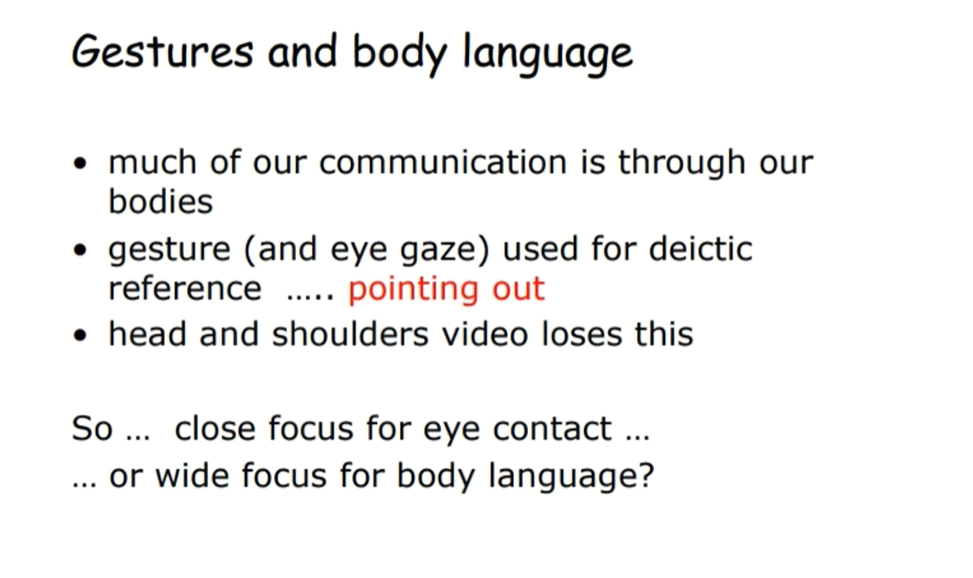 Gestures and body language
• much of our communication is through our
bodies
• gesture (and eye gaze) used for deictic
reference ..... pointing out
• head and shoulders video loses this
So ... close focus for eye contact ...
... or wide focus for body language?